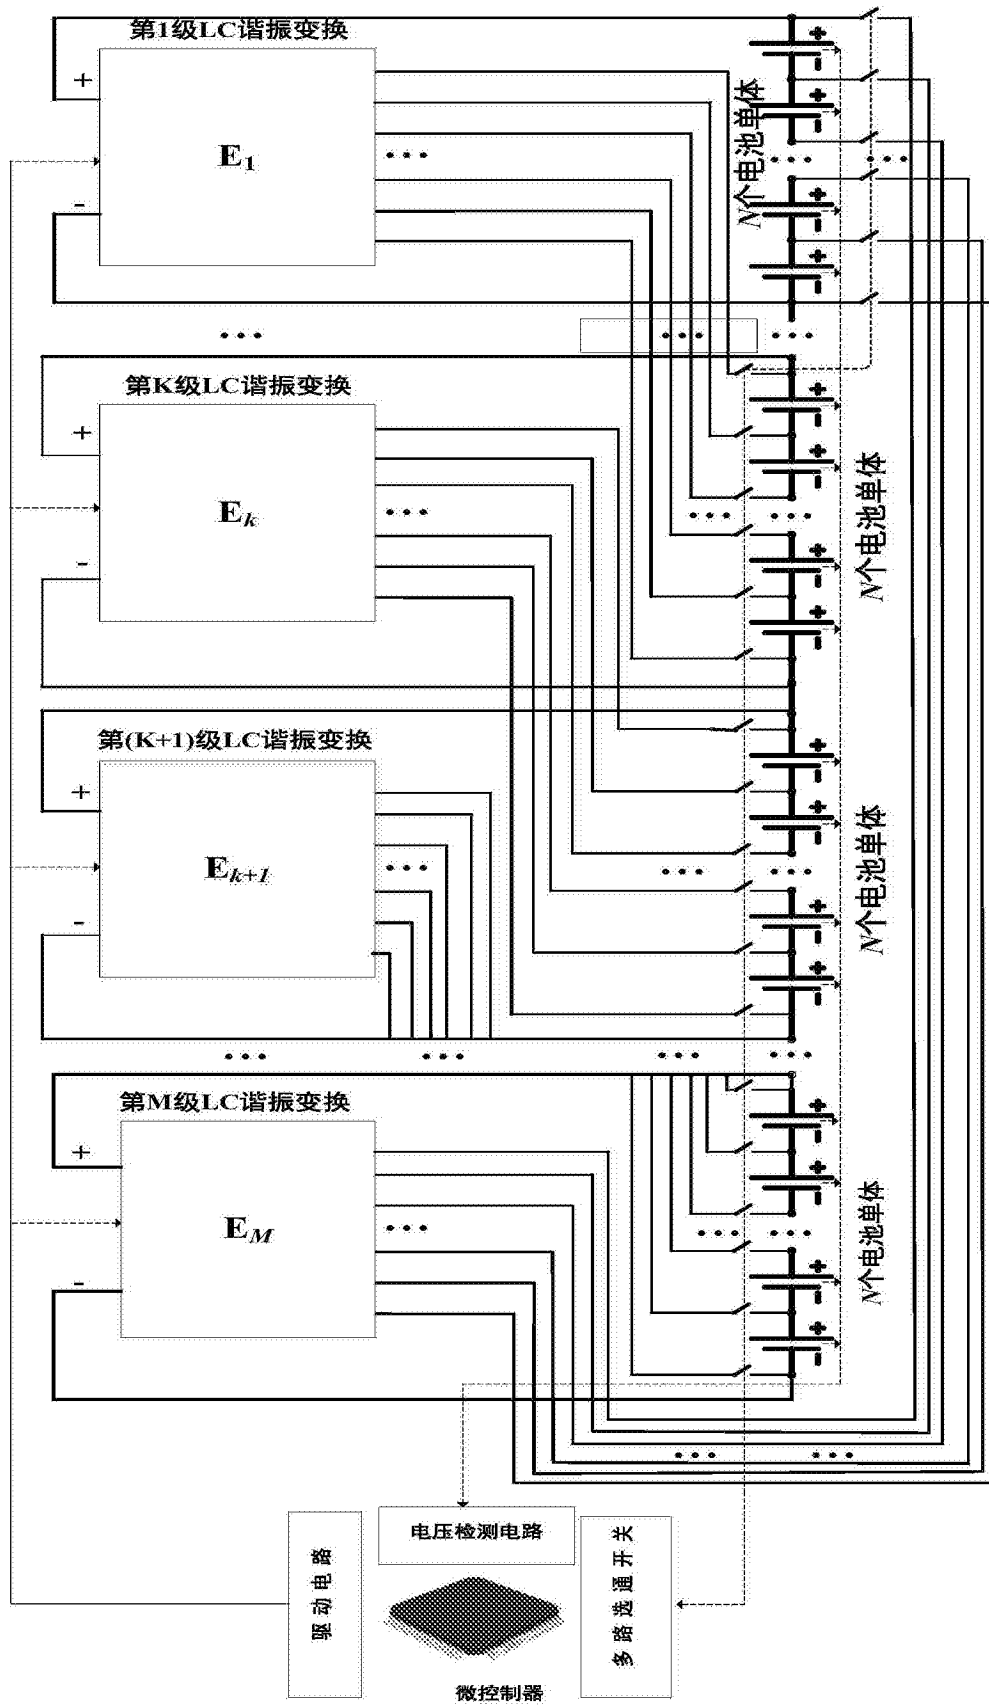 第1级LC谐振变换
+
E1
-
N个电池单体
第K级LC谐振变换
+
Ek
-
N个电池单体
第(K+1)级LC谐振变换
+
Ek+1
-
N个电池单体
第M级LC谐振变换
+
EM
-
N个电池单体
电压检测电路
驱动电路
多路选通开关
微控制器